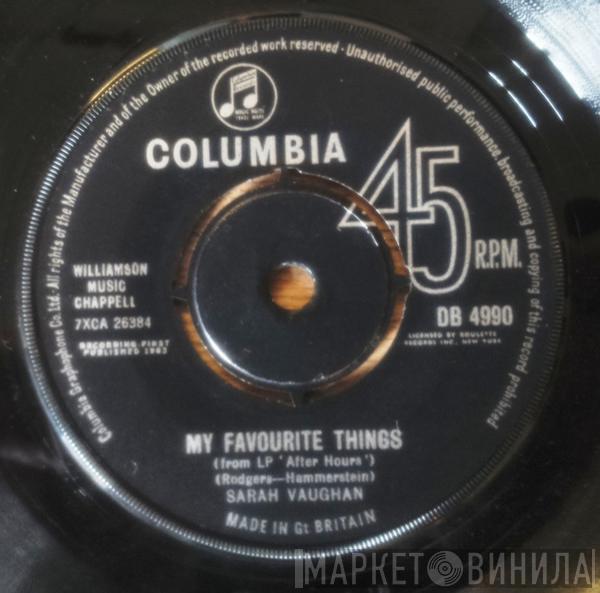 Columbia Graphophone Co. Ltd. · All rights of the Manufacturer and of the Owner of the recorded work reserved · Unauthorised public performance, broadcasting and copying of this record prohibited
COLUMBIA
45
R.P.M.
WILLIAMSON
MUSIC
CHAPPELL
7XCA 26384
RECORDING FIRST
PUBLISHED 1963
DB 4990
LICENSED BY ROULETTE
RECORDS INC., NEW YORK
MY FAVOURITE THINGS
(from LP 'After Hours')
(Rodgers—Hammerstein)
SARAH VAUGHAN
MADE IN Gt BRITAIN
МАРКЕТ ВИНИЛА